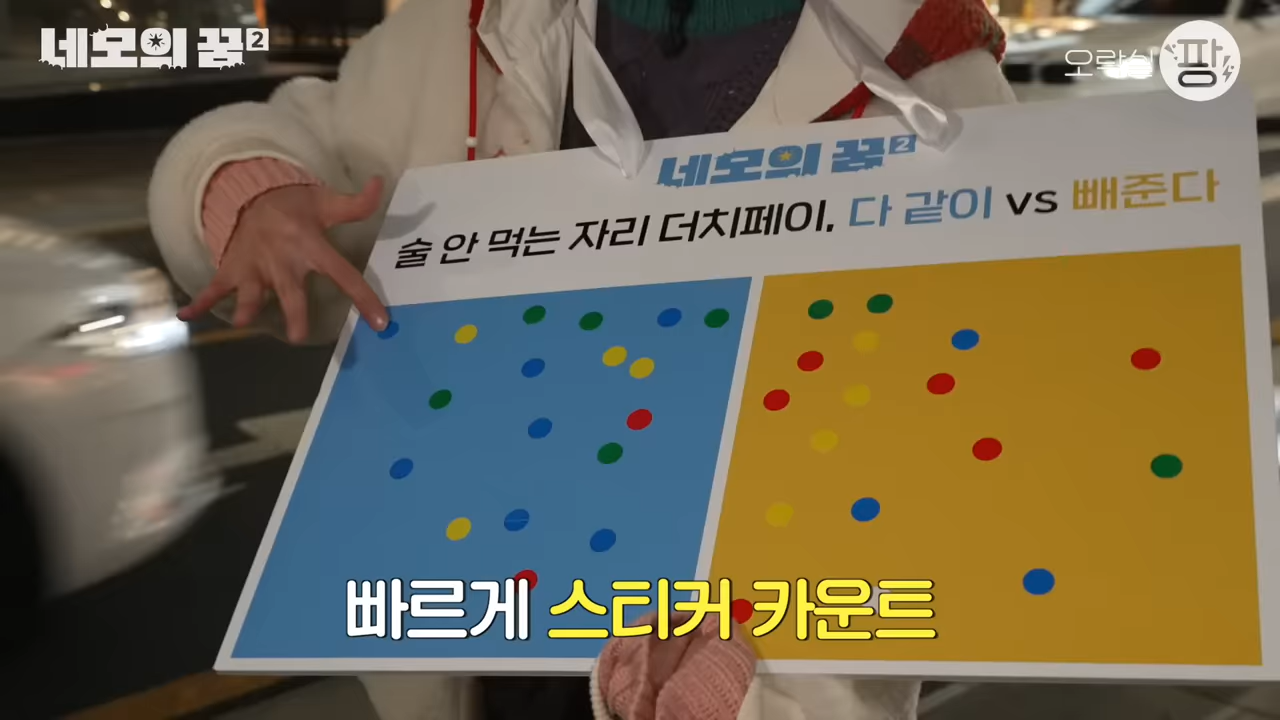 네모의 꿈2
오락실
팡
네모의 꿈2
술 안 먹는 자리 더치페이, 다 같이 vs 빼준다
빠르게 스티커 카운트